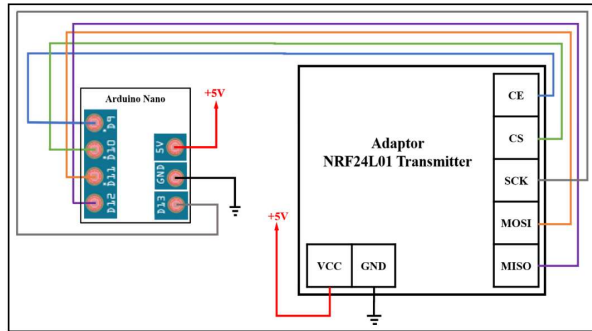 Arduino Nano
D9
D10
D11
D12
5V
GND
D13
+5V
Adaptor
NRF24L01 Transmitter
CE
CS
SCK
MOSI
MISO
+5V
VCC
GND